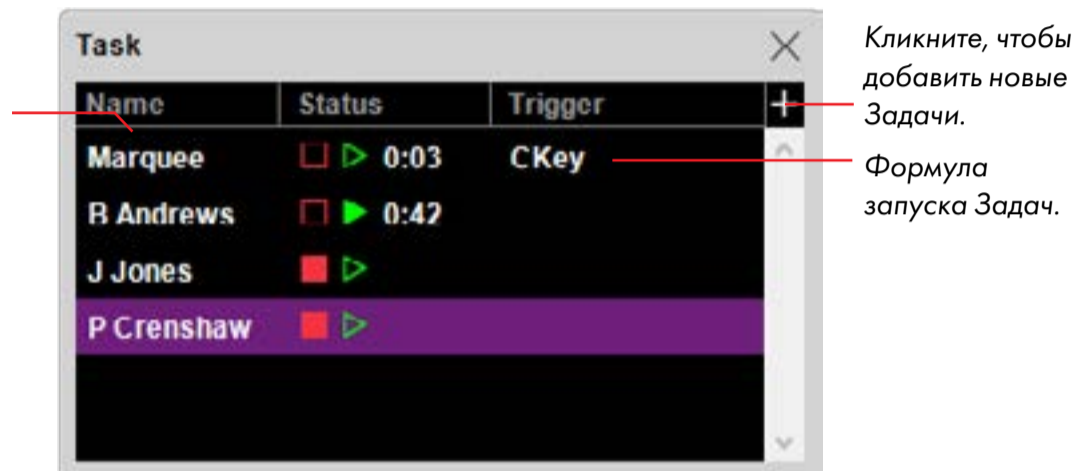 Task
Кликните, чтобы
добавить новые
Задачи.
Name Status Trigger
Marquee 0:03 CKey
Формула
запуска Задач.
B Andrews 0:42
J Jones
P Crenshaw